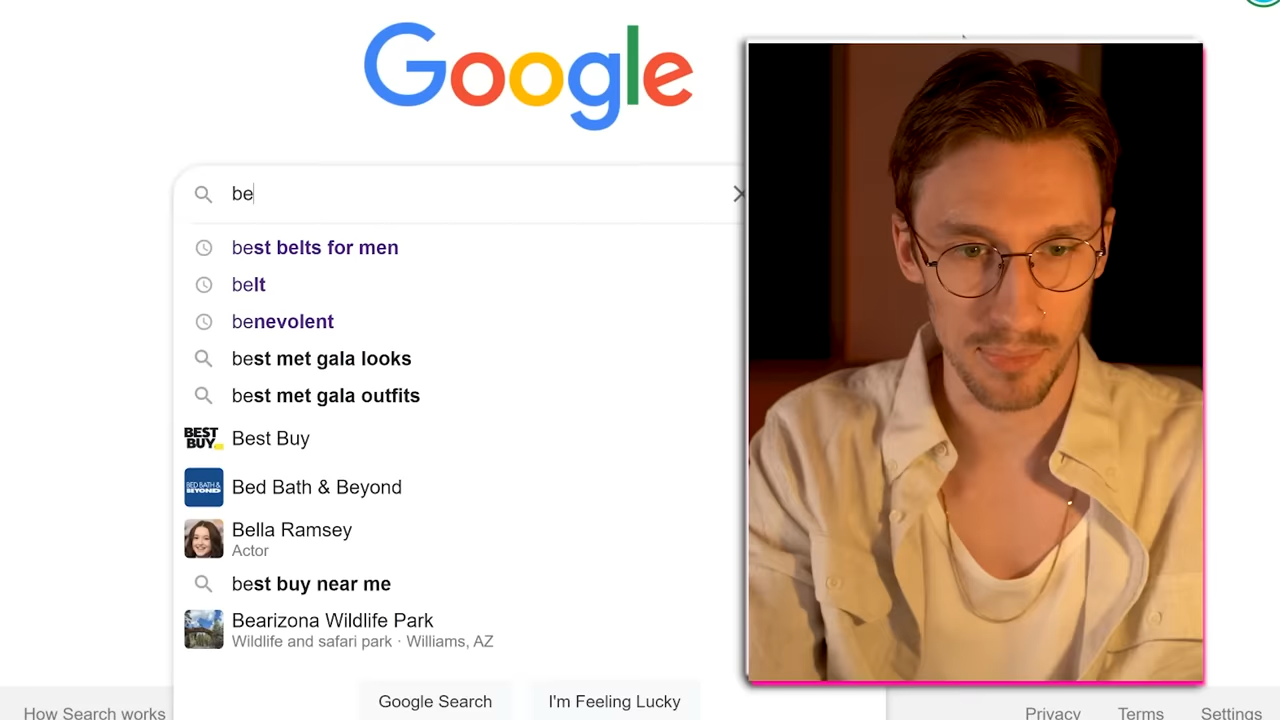 Google
be
best belts for men
belt
benevolent
best met gala looks
best met gala outfits
BEST
BUY
Best Buy
BED BATH &
BEYOND
Bed Bath & Beyond
Bella Ramsey
Actor
best buy near me
Bearizona Wildlife Park
Wildlife and safari park · Williams, AZ
Google Search
I'm Feeling Lucky
How Search works
Privacy
Terms
Settings